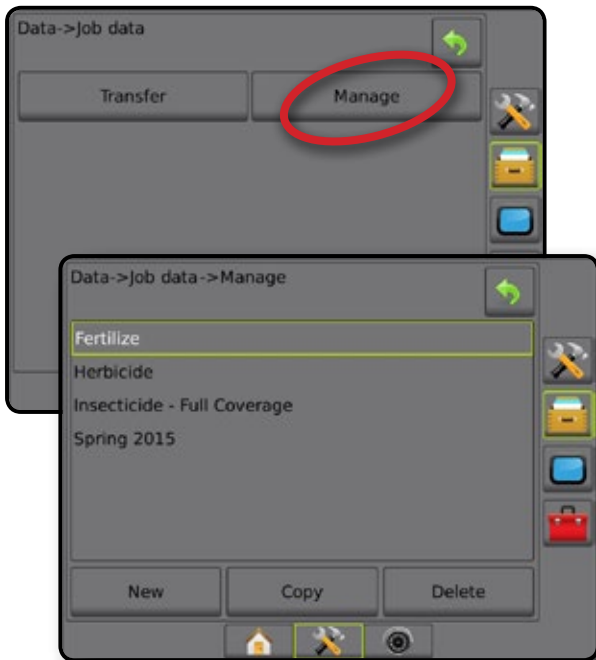 Data->Job data
Transfer
Manage
Data->Job data->Manage
Fertilize
Herbicide
Insecticide - Full Coverage
Spring 2015
New
Copy
Delete